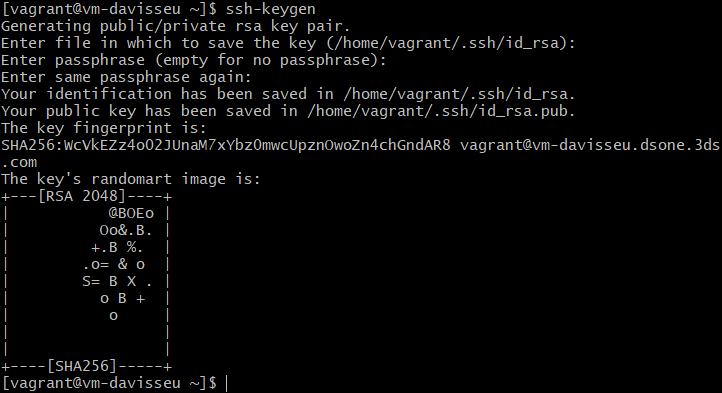 [vagrant@vm-davisseu ~]$ ssh-keygen
Generating public/private rsa key pair.
Enter file in which to save the key (/home/vagrant/.ssh/id_rsa):
Enter passphrase (empty for no passphrase):
Enter same passphrase again:
Your identification has been saved in /home/vagrant/.ssh/id_rsa.
Your public key has been saved in /home/vagrant/.ssh/id_rsa.pub.
The key fingerprint is:
SHA256:WcVkEZz4oO2JUnaM7xYbzOmwcUpznOwoZn4chGndAR8 vagrant@vm-davisseu.dsone.3ds
.com
The key's randomart image is:
+---[RSA 2048]----+
|           @BOEo |
|          Oo&.B. |
|         +.B %.  |
|        .o= & o  |
|        S= B X . |
|          o B +  |
|           o     |
|                 |
|                 |
+----[SHA256]-----+
[vagrant@vm-davisseu ~]$